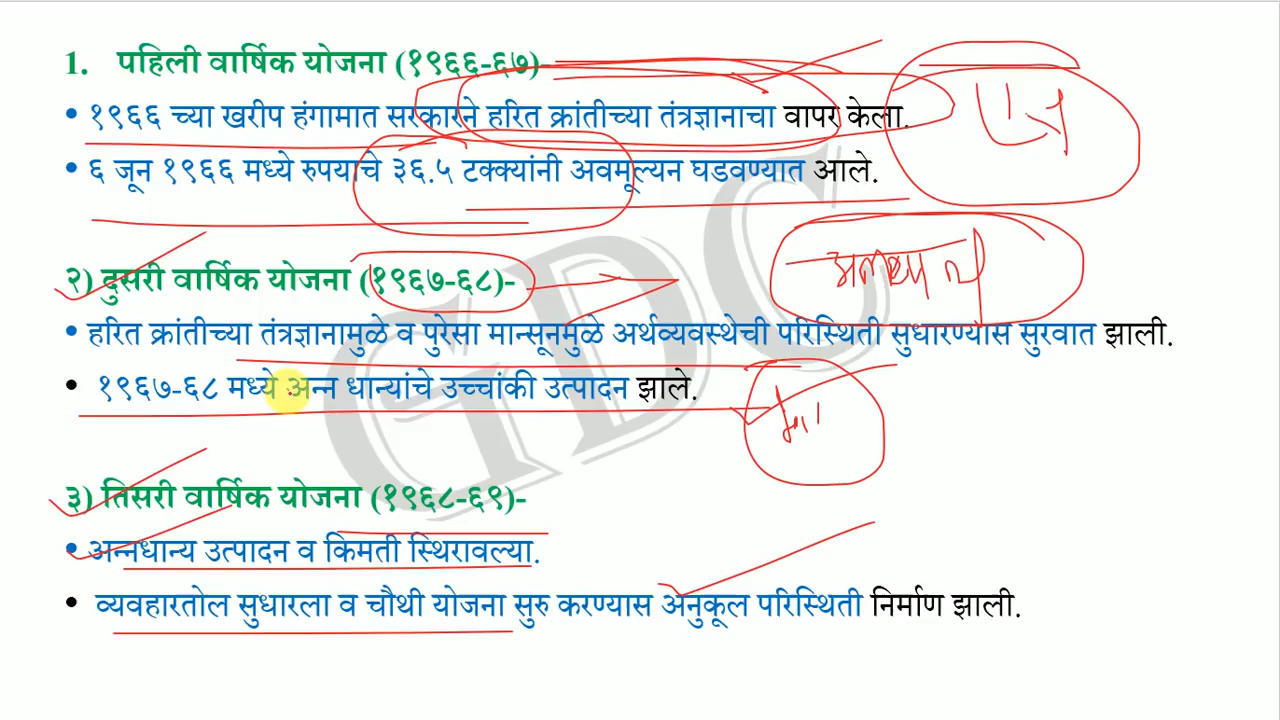 1. पहिली वार्षिक योजना (१९६६-६७)-
• १९६६ च्या खरीप हंगामात सरकारने हरित क्रांतीच्या तंत्रज्ञानाचा वापर केला.
• ६ जून १९६६ मध्ये रुपयाचे ३६.५ टक्क्यांनी अवमूल्यन घडवण्यात आले.
२) दुसरी वार्षिक योजना (१९६७-६८)-
• हरित क्रांतीच्या तंत्रज्ञानामुळे व पुरेसा मान्सूनमुळे अर्थव्यवस्थेची परिस्थिती सुधारण्यास सुरवात झाली.
• १९६७-६८ मध्ये अन्न धान्यांचे उच्चांकी उत्पादन झाले.
३) तिसरी वार्षिक योजना (१९६८-६९)-
• अन्नधान्य उत्पादन व किमती स्थिरावल्या.
• व्यवहारतोल सुधारला व चौथी योजना सुरु करण्यास अनुकूल परिस्थिती निर्माण झाली.
GDC